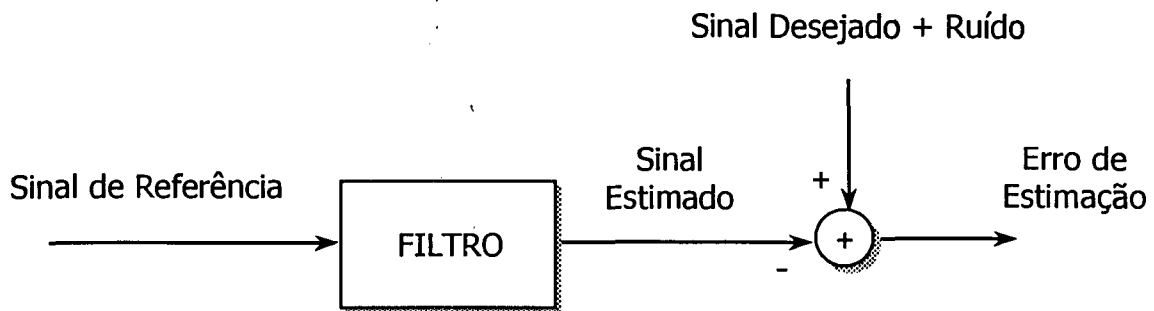 Sinal Desejado + Ruído
Sinal de Referência
FILTRO
Sinal
Estimado
+
-
+
Erro de
Estimação